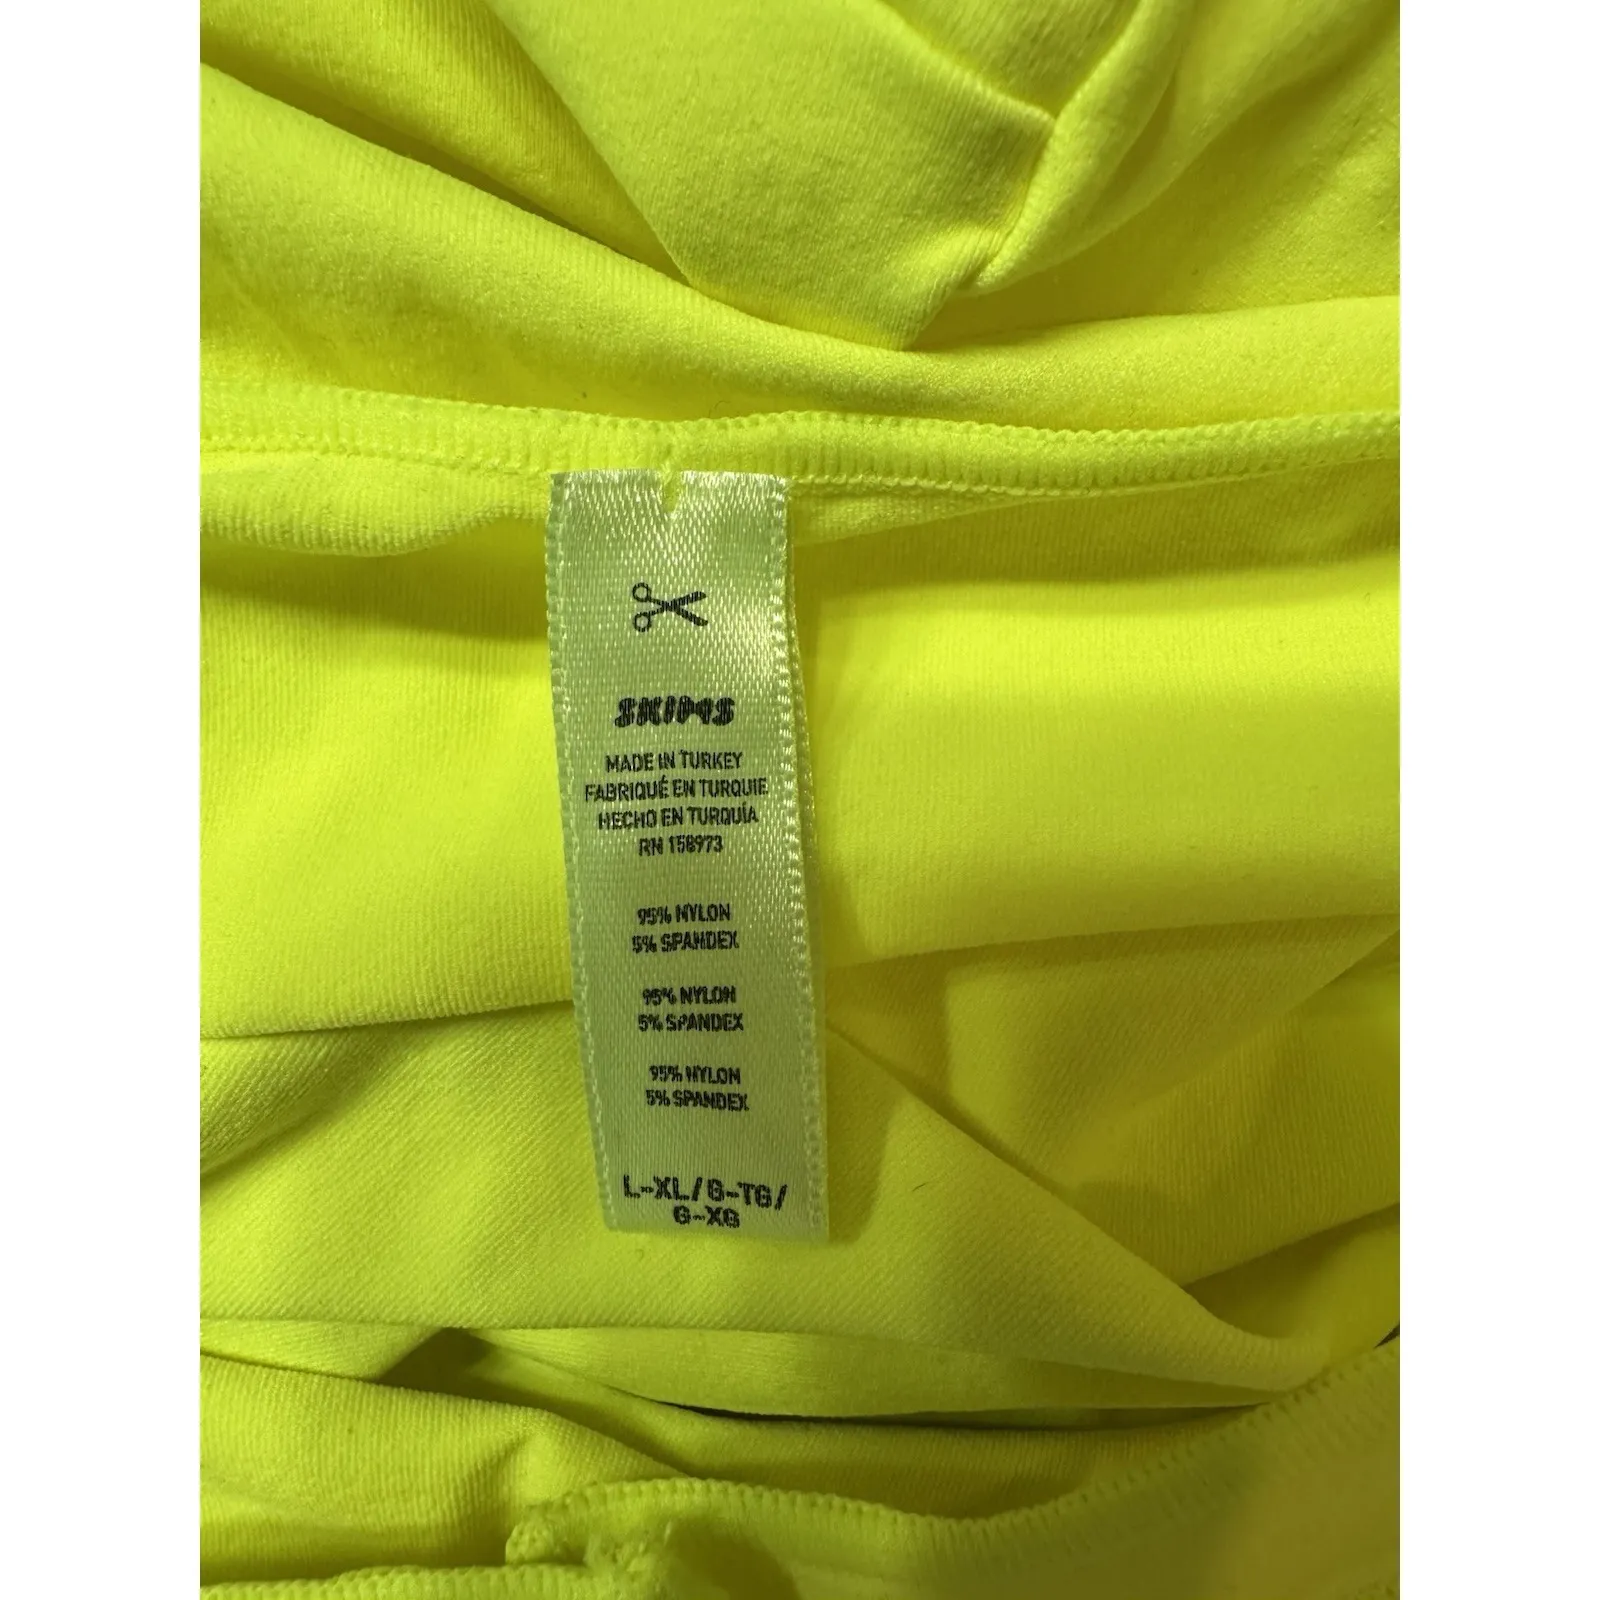 SKIMS
MADE IN TURKEY
FABRIQUÉ EN TURQUIE
HECHO EN TURQUÍA
RN 158973
95% NYLON
5% SPANDEX
95% NYLON
5% SPANDEX
95% NYLON
5% SPANDEX
L-XL/G-TG/
G-XG